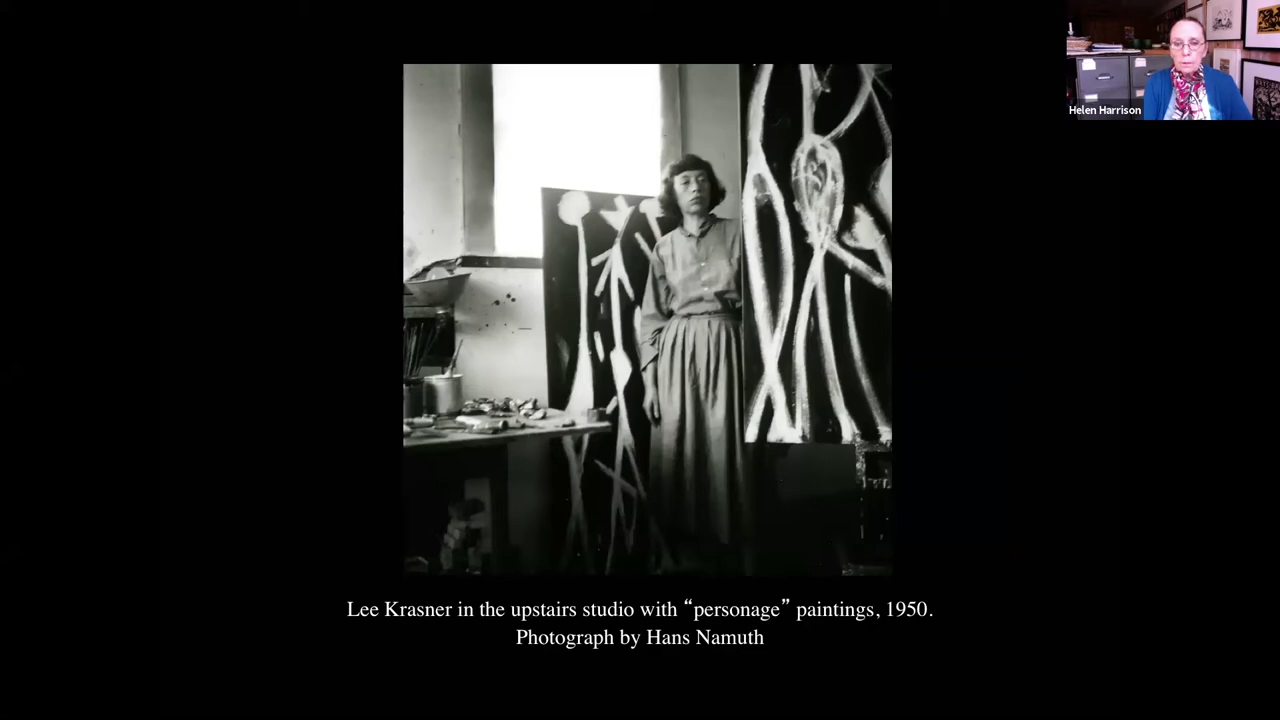 Helen Harrison
Lee Krasner in the upstairs studio with “personage” paintings, 1950.
Photograph by Hans Namuth